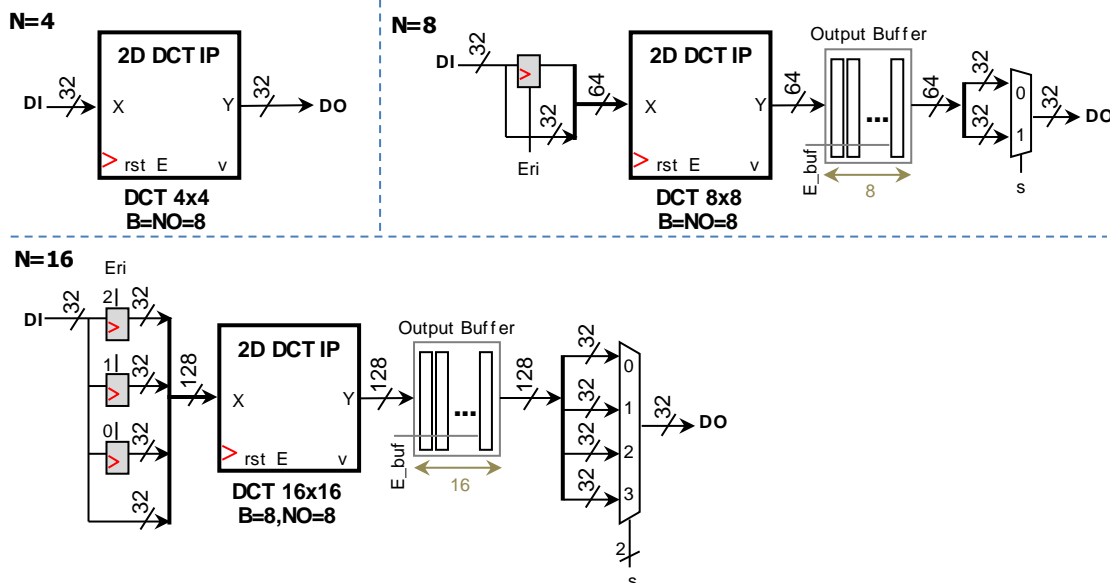 N=4
DI
32
2D DCT IP
X
Y
rst E
v
32
DO
DCT 4x4
B=NO=8
N=8
DI
32
Eri
32
64
2D DCT IP
X
Y
rst E
v
DCT 8x8
B=NO=8
64
Output Buffer
...
E_buf
8
64
32
32
0
1
s
32
DO
N=16
Eri
DI
32
2
32
1
32
0
32
32
128
2D DCT IP
X
Y
rst E
v
DCT 16x16
B=8,NO=8
128
Output Buffer
...
E_buf
16
128
32
32
32
32
0
1
2
3
2
s
32
DO